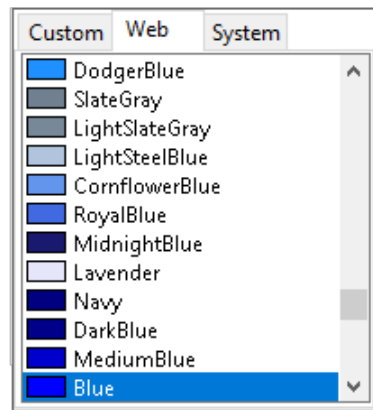 Custom Web System
DodgerBlue
SlateGray
LightSlateGray
LightSteelBlue
CornflowerBlue
RoyalBlue
MidnightBlue
Lavender
Navy
DarkBlue
MediumBlue
Blue